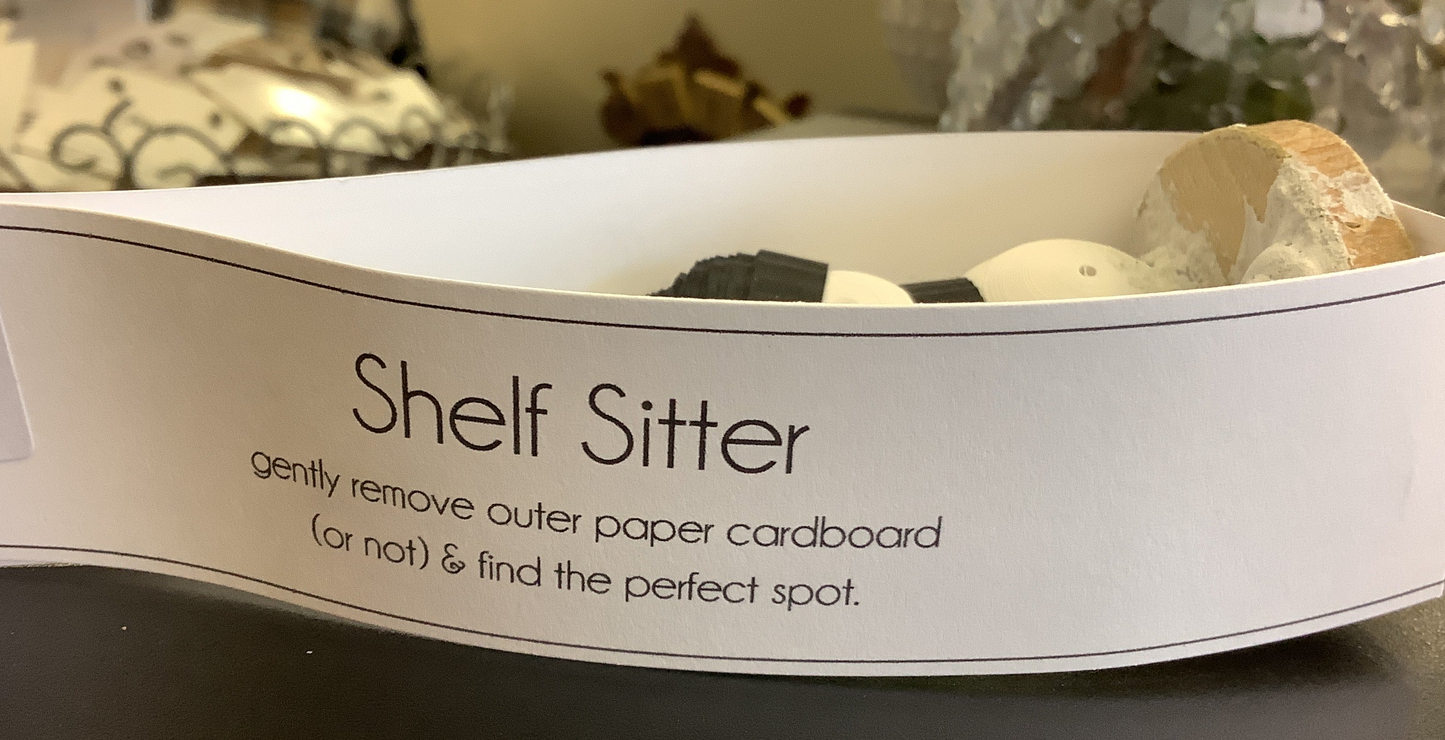 Shelf Sitter
gently remove outer paper cardboard
(or not) & find the perfect spot.